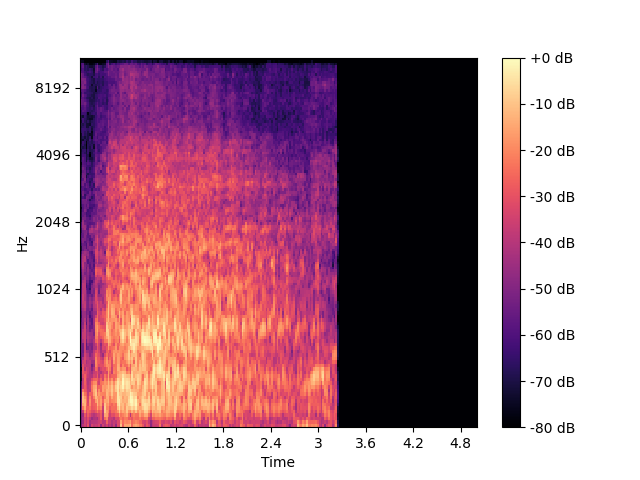 +0 dB
8192
-10 dB
4096
-20 dB
-30 dB
2048
Hz
-40 dB
1024
-50 dB
512
-60 dB
-70 dB
0
-80 dB
0 0.6 1.2 1.8 2.4 3 3.6 4.2 4.8
Time